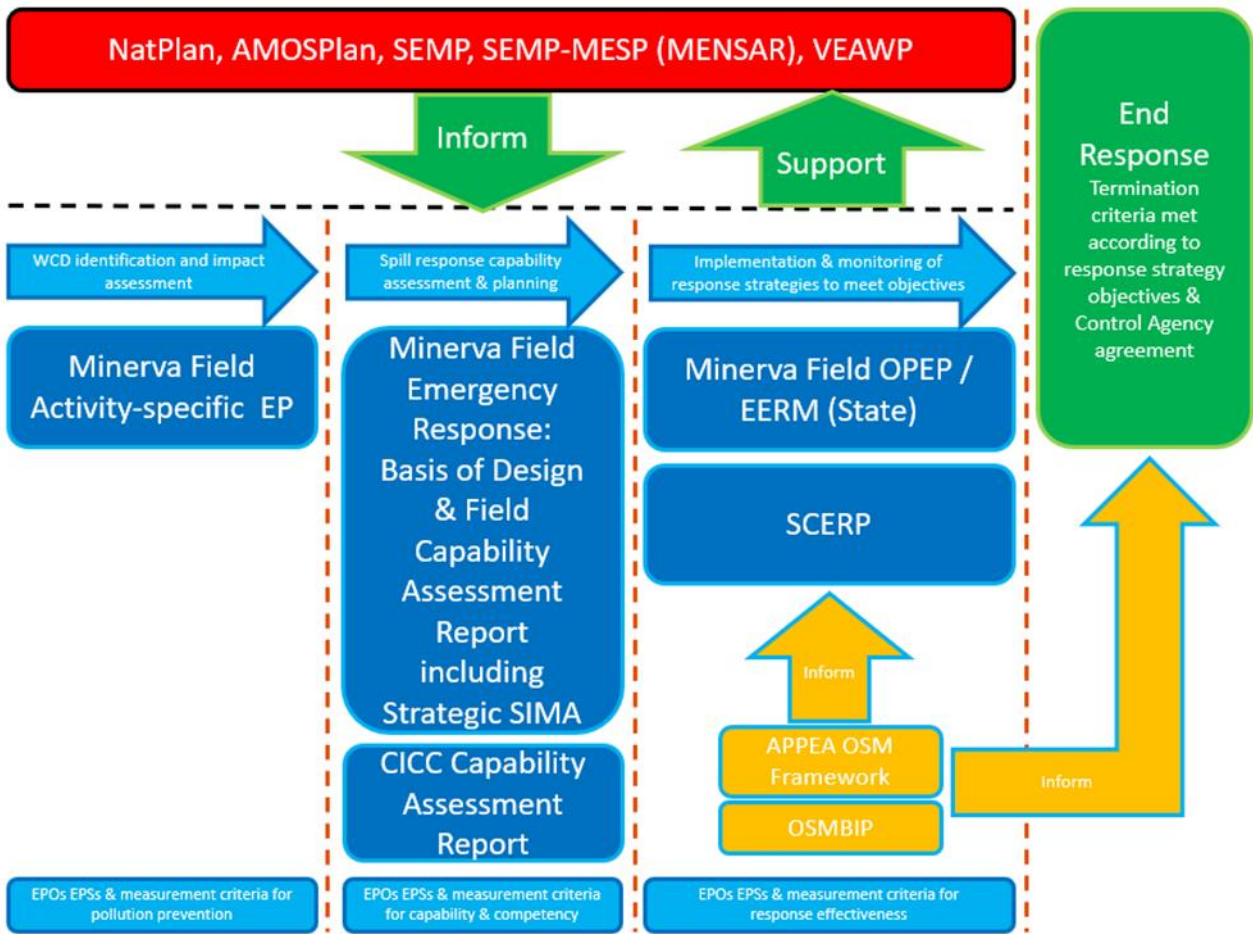 NatPlan, AMOSPlan, SEMP, SEMP-MESP (MENSAR), VEAWP
Inform
Support
End
Response
Termination
criteria met
according to
response strategy
objectives &
Control Agency
agreement
WCD identification and impact
assessment
Spill response capability
assessment & planning
Implementation & monitoring of
response strategies to meet objectives
Minerva Field
Activity-specific EP
Minerva Field
Emergency
Response:
Basis of Design
& Field
Capability
Assessment
Report
including
Strategic SIMA
CICC Capability
Assessment
Report
Minerva Field OPEP /
EERM (State)
SCERP
Inform
APPEA OSM
Framework
OSMBIP
Inform
EPOs EPSs & measurement criteria for
pollution prevention
EPOs EPSs & measurement criteria
for capability & competency
EPOs EPSs & measurement criteria for
response effectiveness